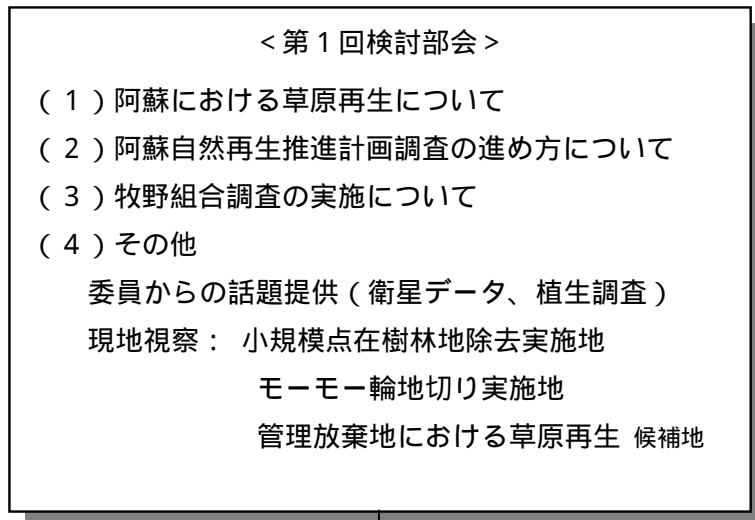 <第1回検討部会>
(1)阿蘇における草原再生について
(2)阿蘇自然再生推進計画調査の進め方について
(3)牧野組合調査の実施について
(4)その他
委員からの話題提供(衛星データ、植生調査)
現地視察: 小規模点在樹林地除去実施地
モーモー輪地切り実施地
管理放棄地における草原再生 候補地